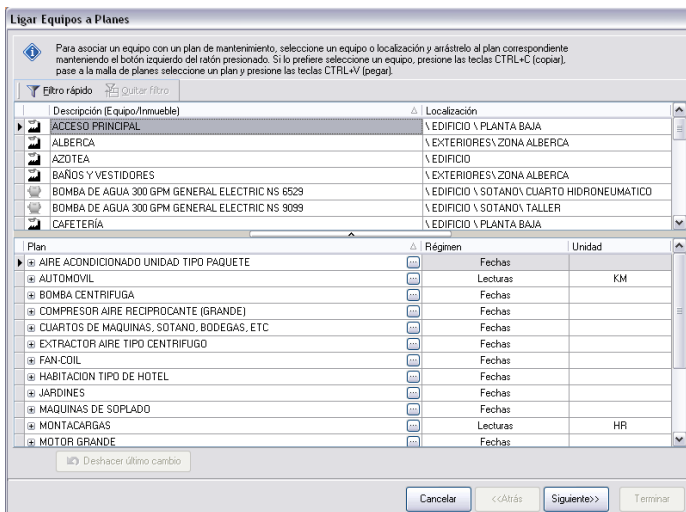 Ligar Equipos a Planes
Para asociar un equipo con un plan de mantenimiento, seleccione un equipo o localización y arrástrelo al plan correspondiente
manteniendo el botón izquierdo del ratón presionado. Si lo prefiere seleccione un equipo, presione las teclas CTRL+C (copiar),
pase a la malla de planes seleccione un plan y presione las teclas CTRL+V (pegar).
Filtro rápido Quitar filtro
Descripción (Equipo/Inmueble) Localización
ACCESO PRINCIPAL \ EDIFICIO \ PLANTA BAJA
ALBERCA \ EXTERIORES\ ZONA ALBERCA
AZOTEA \ EDIFICIO
BAÑOS Y VESTIDORES \ EXTERIORES\ ZONA ALBERCA
BOMBA DE AGUA 300 GPM GENERAL ELECTRIC NS 6529 \ EDIFICIO \ SOTANO\ CUARTO HIDRONEUMATICO
BOMBA DE AGUA 300 GPM GENERAL ELECTRIC NS 9099 \ EDIFICIO \ SOTANO\ TALLER
CAFETERÍA \ EDIFICIO \ PLANTA BAJA
Plan Régimen Unidad
AIRE ACONDICIONADO UNIDAD TIPO PAQUETE ... Fechas
AUTOMOVIL ... Lecturas KM
BOMBA CENTRIFUGA ... Fechas
COMPRESOR AIRE RECIPROCANTE (GRANDE) ... Fechas
CUARTOS DE MAQUINAS, SOTANO, BODEGAS, ETC ... Fechas
EXTRACTOR AIRE TIPO CENTRIFUGO ... Fechas
FAN-COIL ... Fechas
HABITACION TIPO DE HOTEL ... Fechas
JARDINES ... Fechas
MAQUINAS DE SOPLADO ... Fechas
MONTACARGAS ... Lecturas HR
MOTOR GRANDE ... Fechas
Deshacer último cambio
Cancelar <<Atrás Siguiente>> Terminar